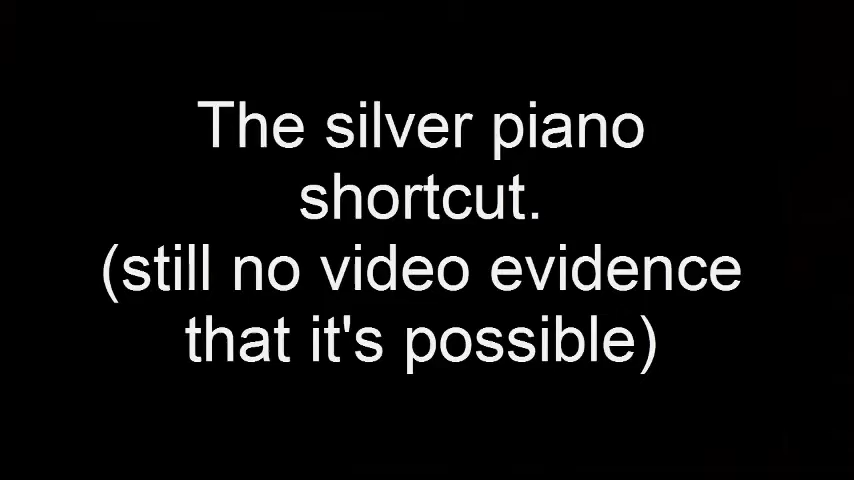 The silver piano
shortcut.
(still no video evidence
that it's possible)